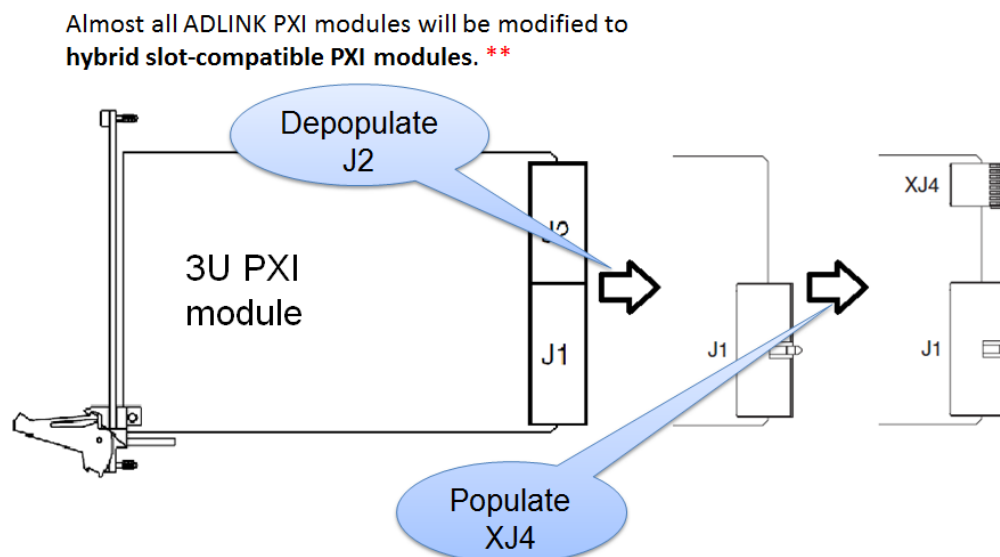 Almost all ADLINK PXI modules will be modified to
hybrid slot-compatible PXI modules. **
Depopulate
J2
XJ4
J2
3U PXI
module
J1
J1
J1
Populate
XJ4